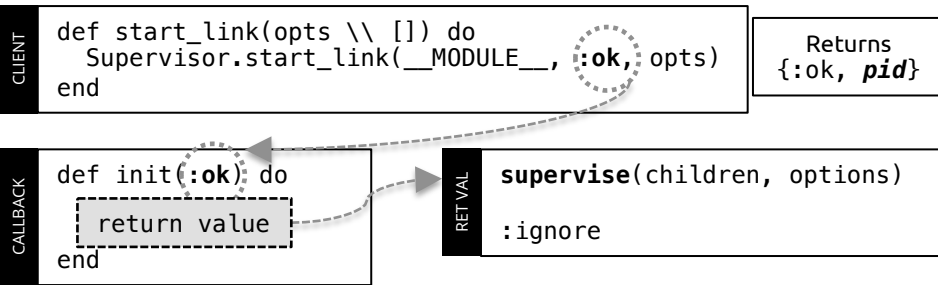 CLIENT
def start_link(opts \\ []) do
  Supervisor.start_link(__MODULE__, :ok, opts)
end
Returns
{:ok, pid}
CALLBACK
def init(:ok) do
return value
end
RET VAL
supervise(children, options)
:ignore